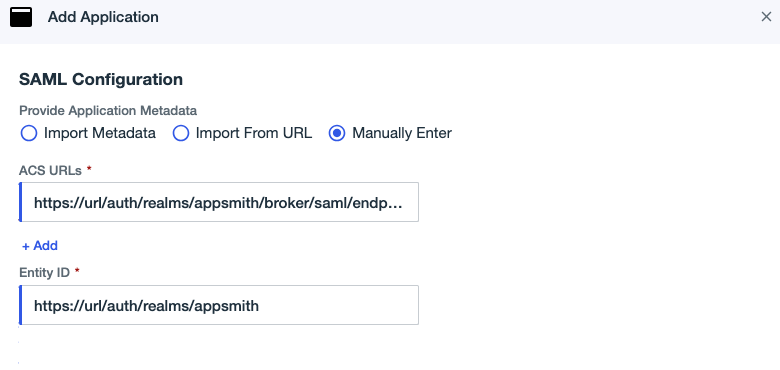 Add Application
SAML Configuration
Provide Application Metadata
Import Metadata Import From URL Manually Enter
ACS URLs *
https://url/auth/realms/appsmith/broker/saml/endp...
+ Add
Entity ID *
https://url/auth/realms/appsmith